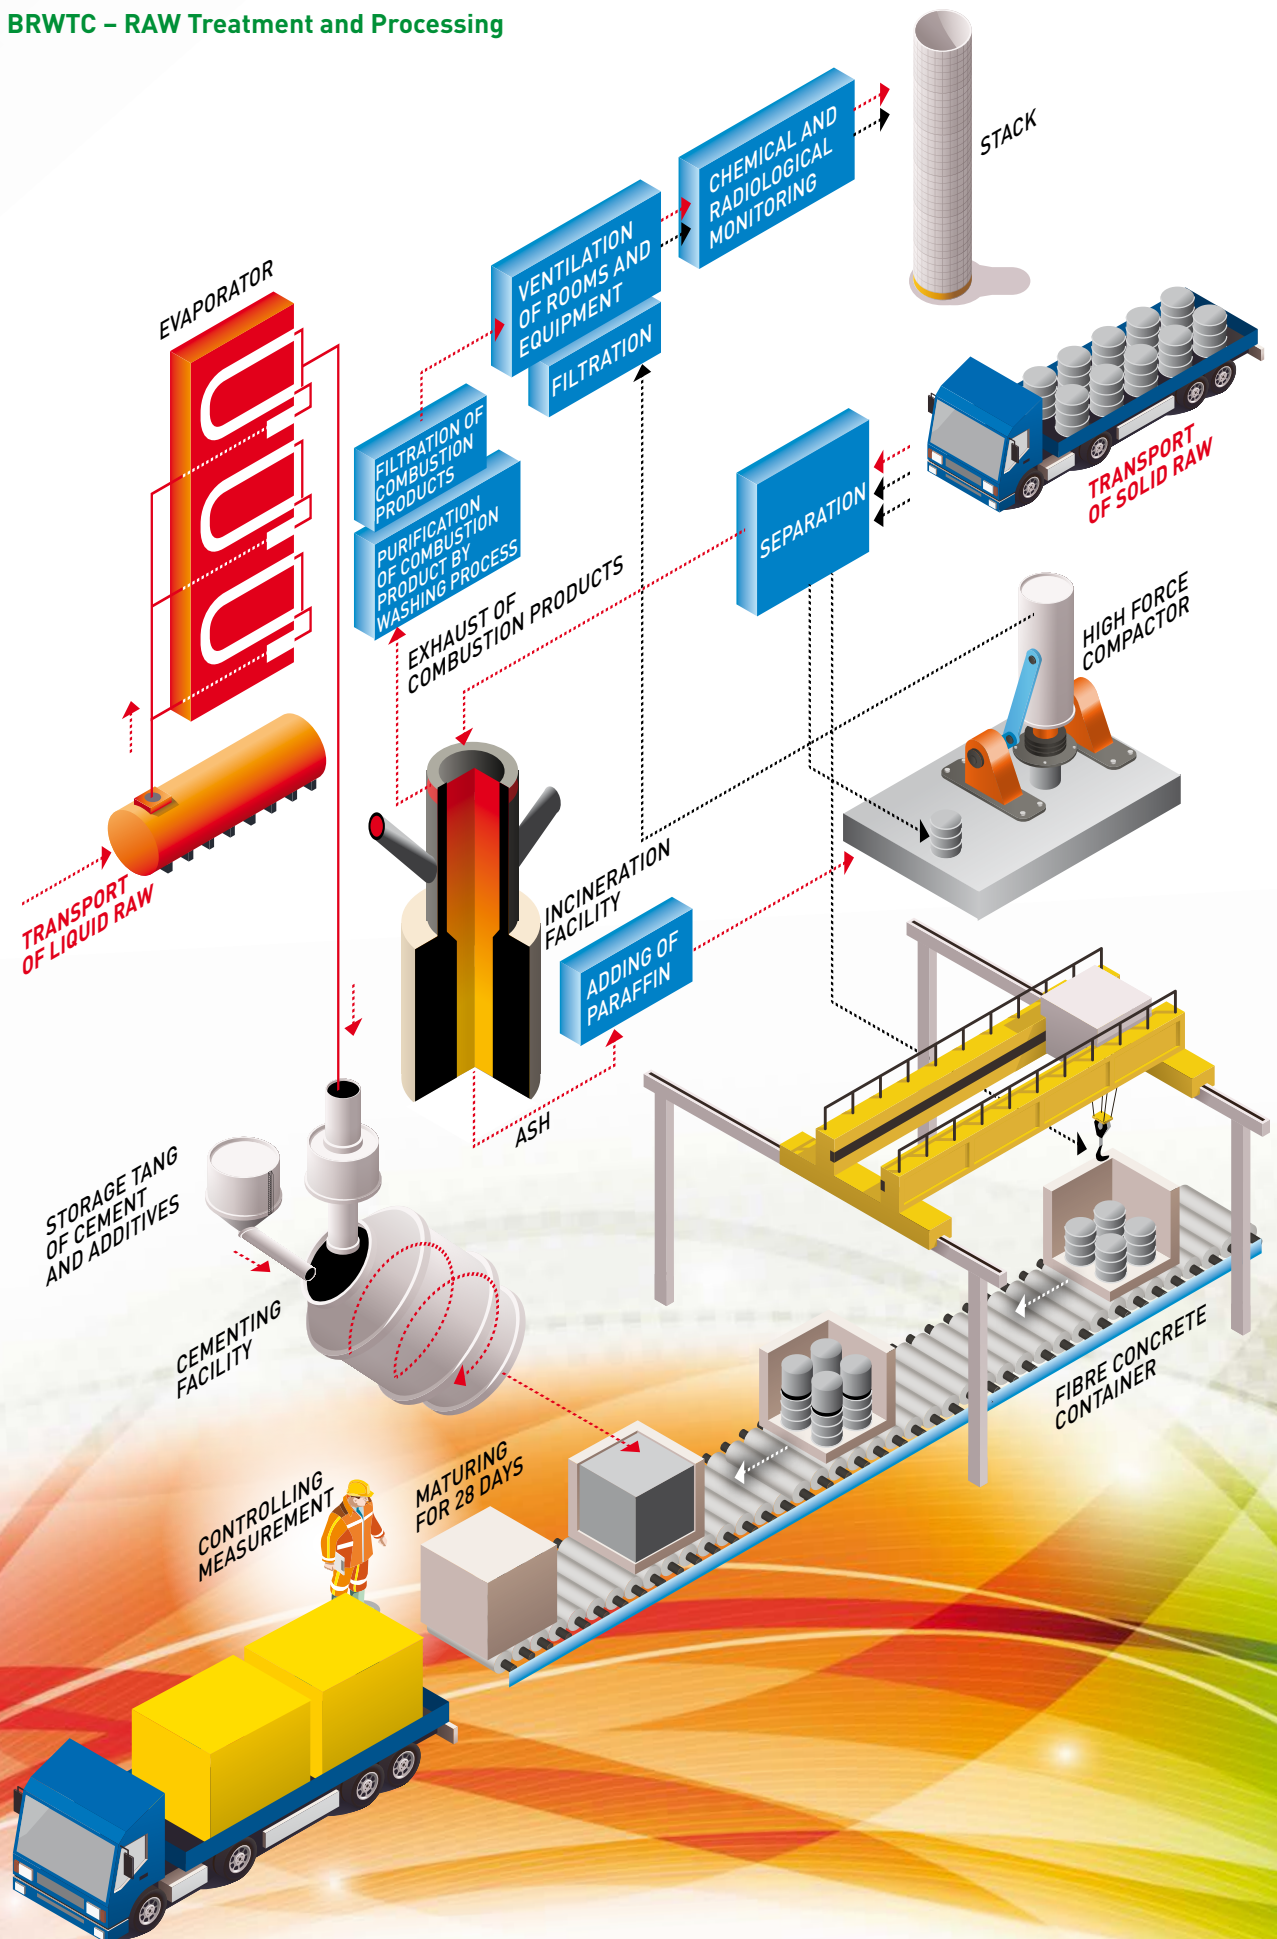 BRWTC – RAW Treatment and Processing
STACK
CHEMICAL AND
RADIOLOGICAL
MONITORING
VENTILATION
OF ROOMS AND
EQUIPMENT
FILTRATION
EVAPORATOR
FILTRATION OF
COMBUSTION
PRODUCTS
PURIFICATION
OF COMBUSTION
PRODUCT BY
WASHING PROCESS
SEPARATION
TRANSPORT
OF SOLID RAW
EXHAUST OF
COMBUSTION PRODUCTS
HIGH FORCE
COMPACTOR
TRANSPORT
OF LIQUID RAW
INCINERATION
FACILITY
ADDING OF
PARAFFIN
ASH
STORAGE TANG
OF CEMENT
AND ADDITIVES
CEMENTING
FACILITY
FIBRE CONCRETE
CONTAINER
MATURING
FOR 28 DAYS
CONTROLLING
MEASUREMENT